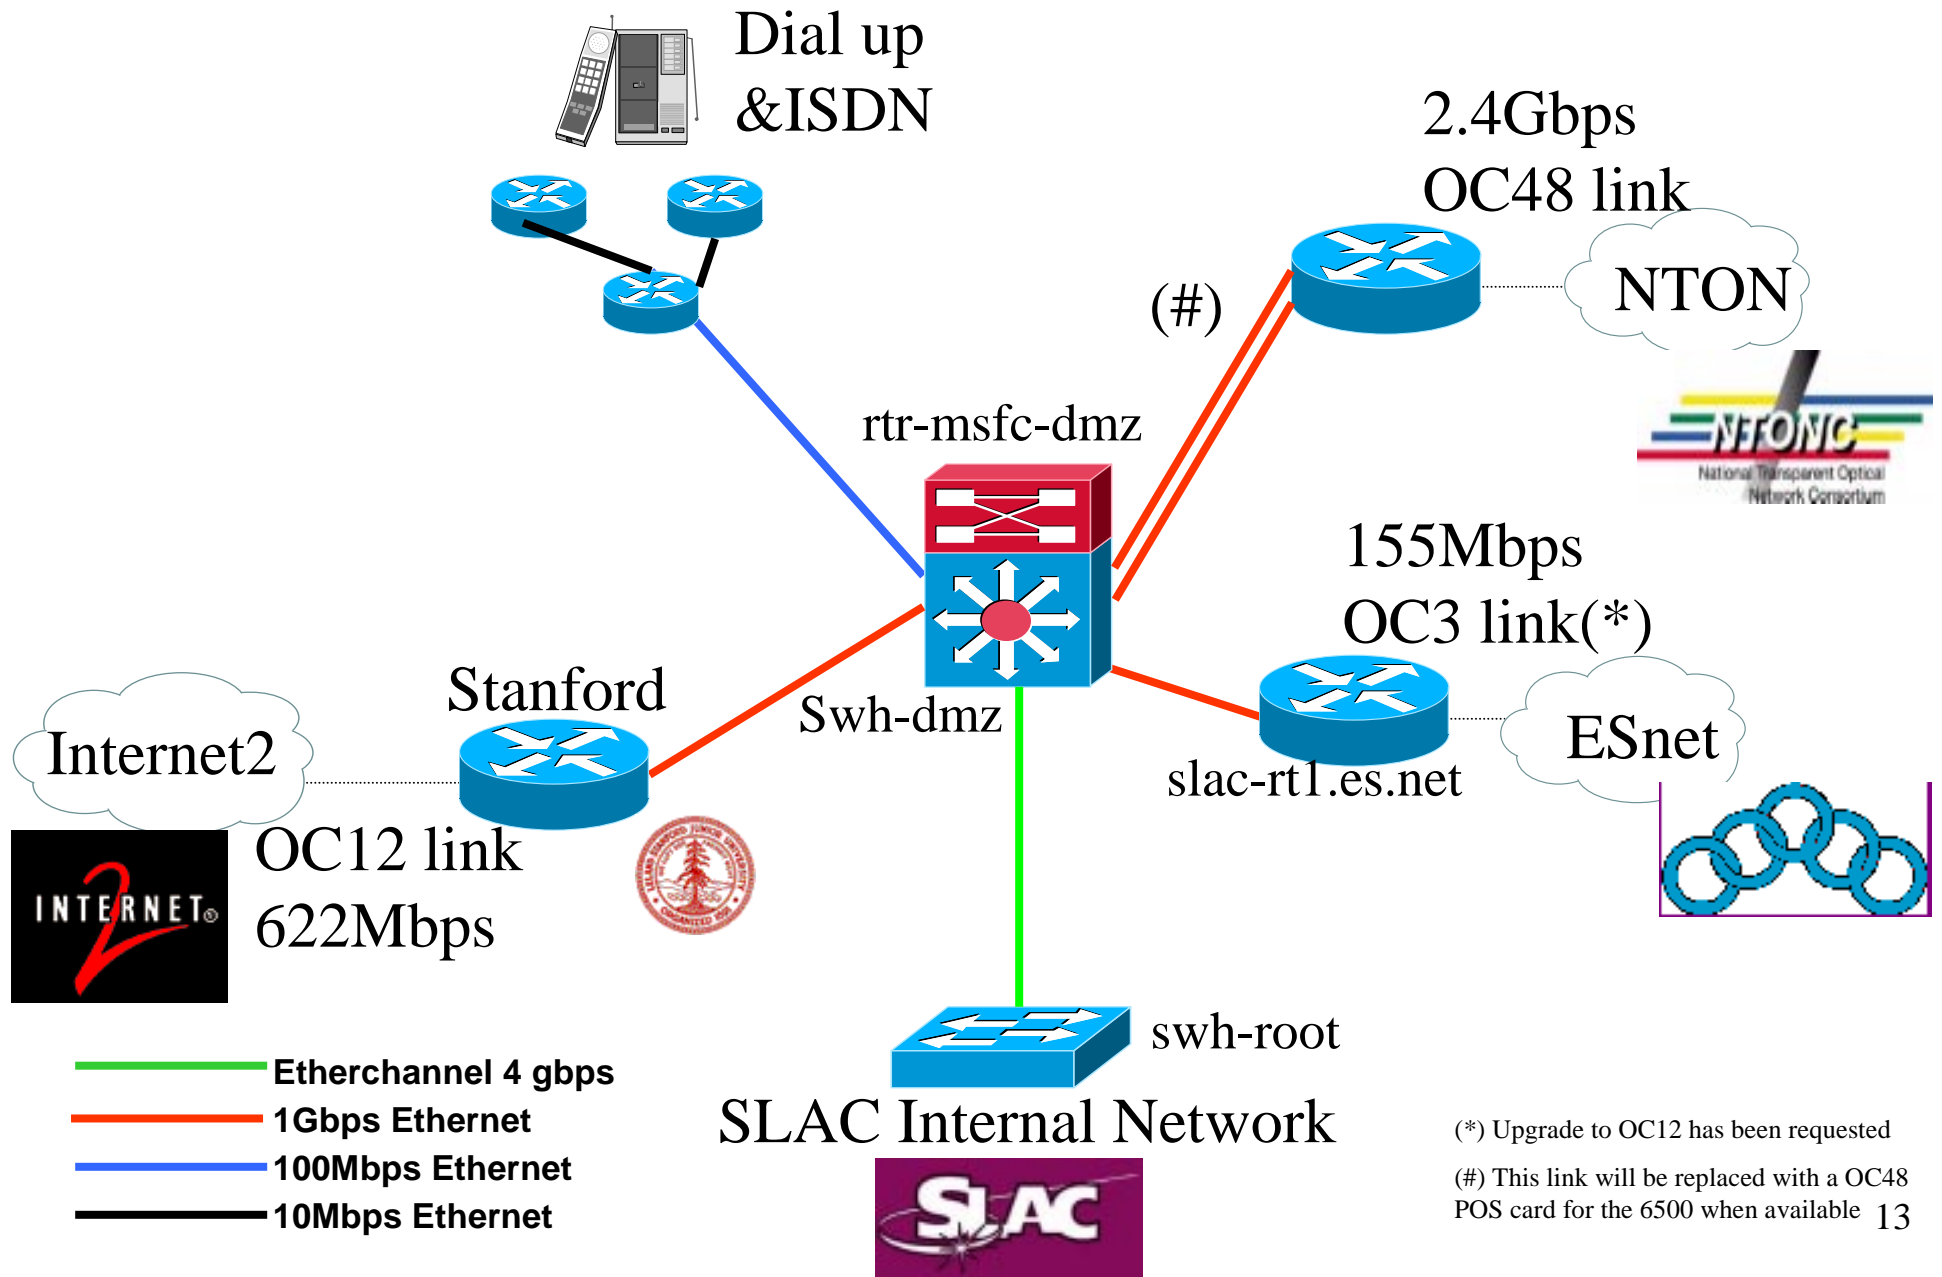 Dial up
&ISDN
2.4Gbps
OC48 link
NTON
(#)
NTONC
National Transparent Optical
Network Consortium
rtr-msfc-dmz
155Mbps
OC3 link(*)
ESnet
slac-rt1.es.net
Swh-dmz
Stanford
Internet2
OC12 link
622Mbps
INTERNET®
2
swh-root
SLAC Internal Network
SLAC
Etherchannel 4 gbps
1Gbps Ethernet
100Mbps Ethernet
10Mbps Ethernet
(*) Upgrade to OC12 has been requested
(#) This link will be replaced with a OC48
POS card for the 6500 when available
13